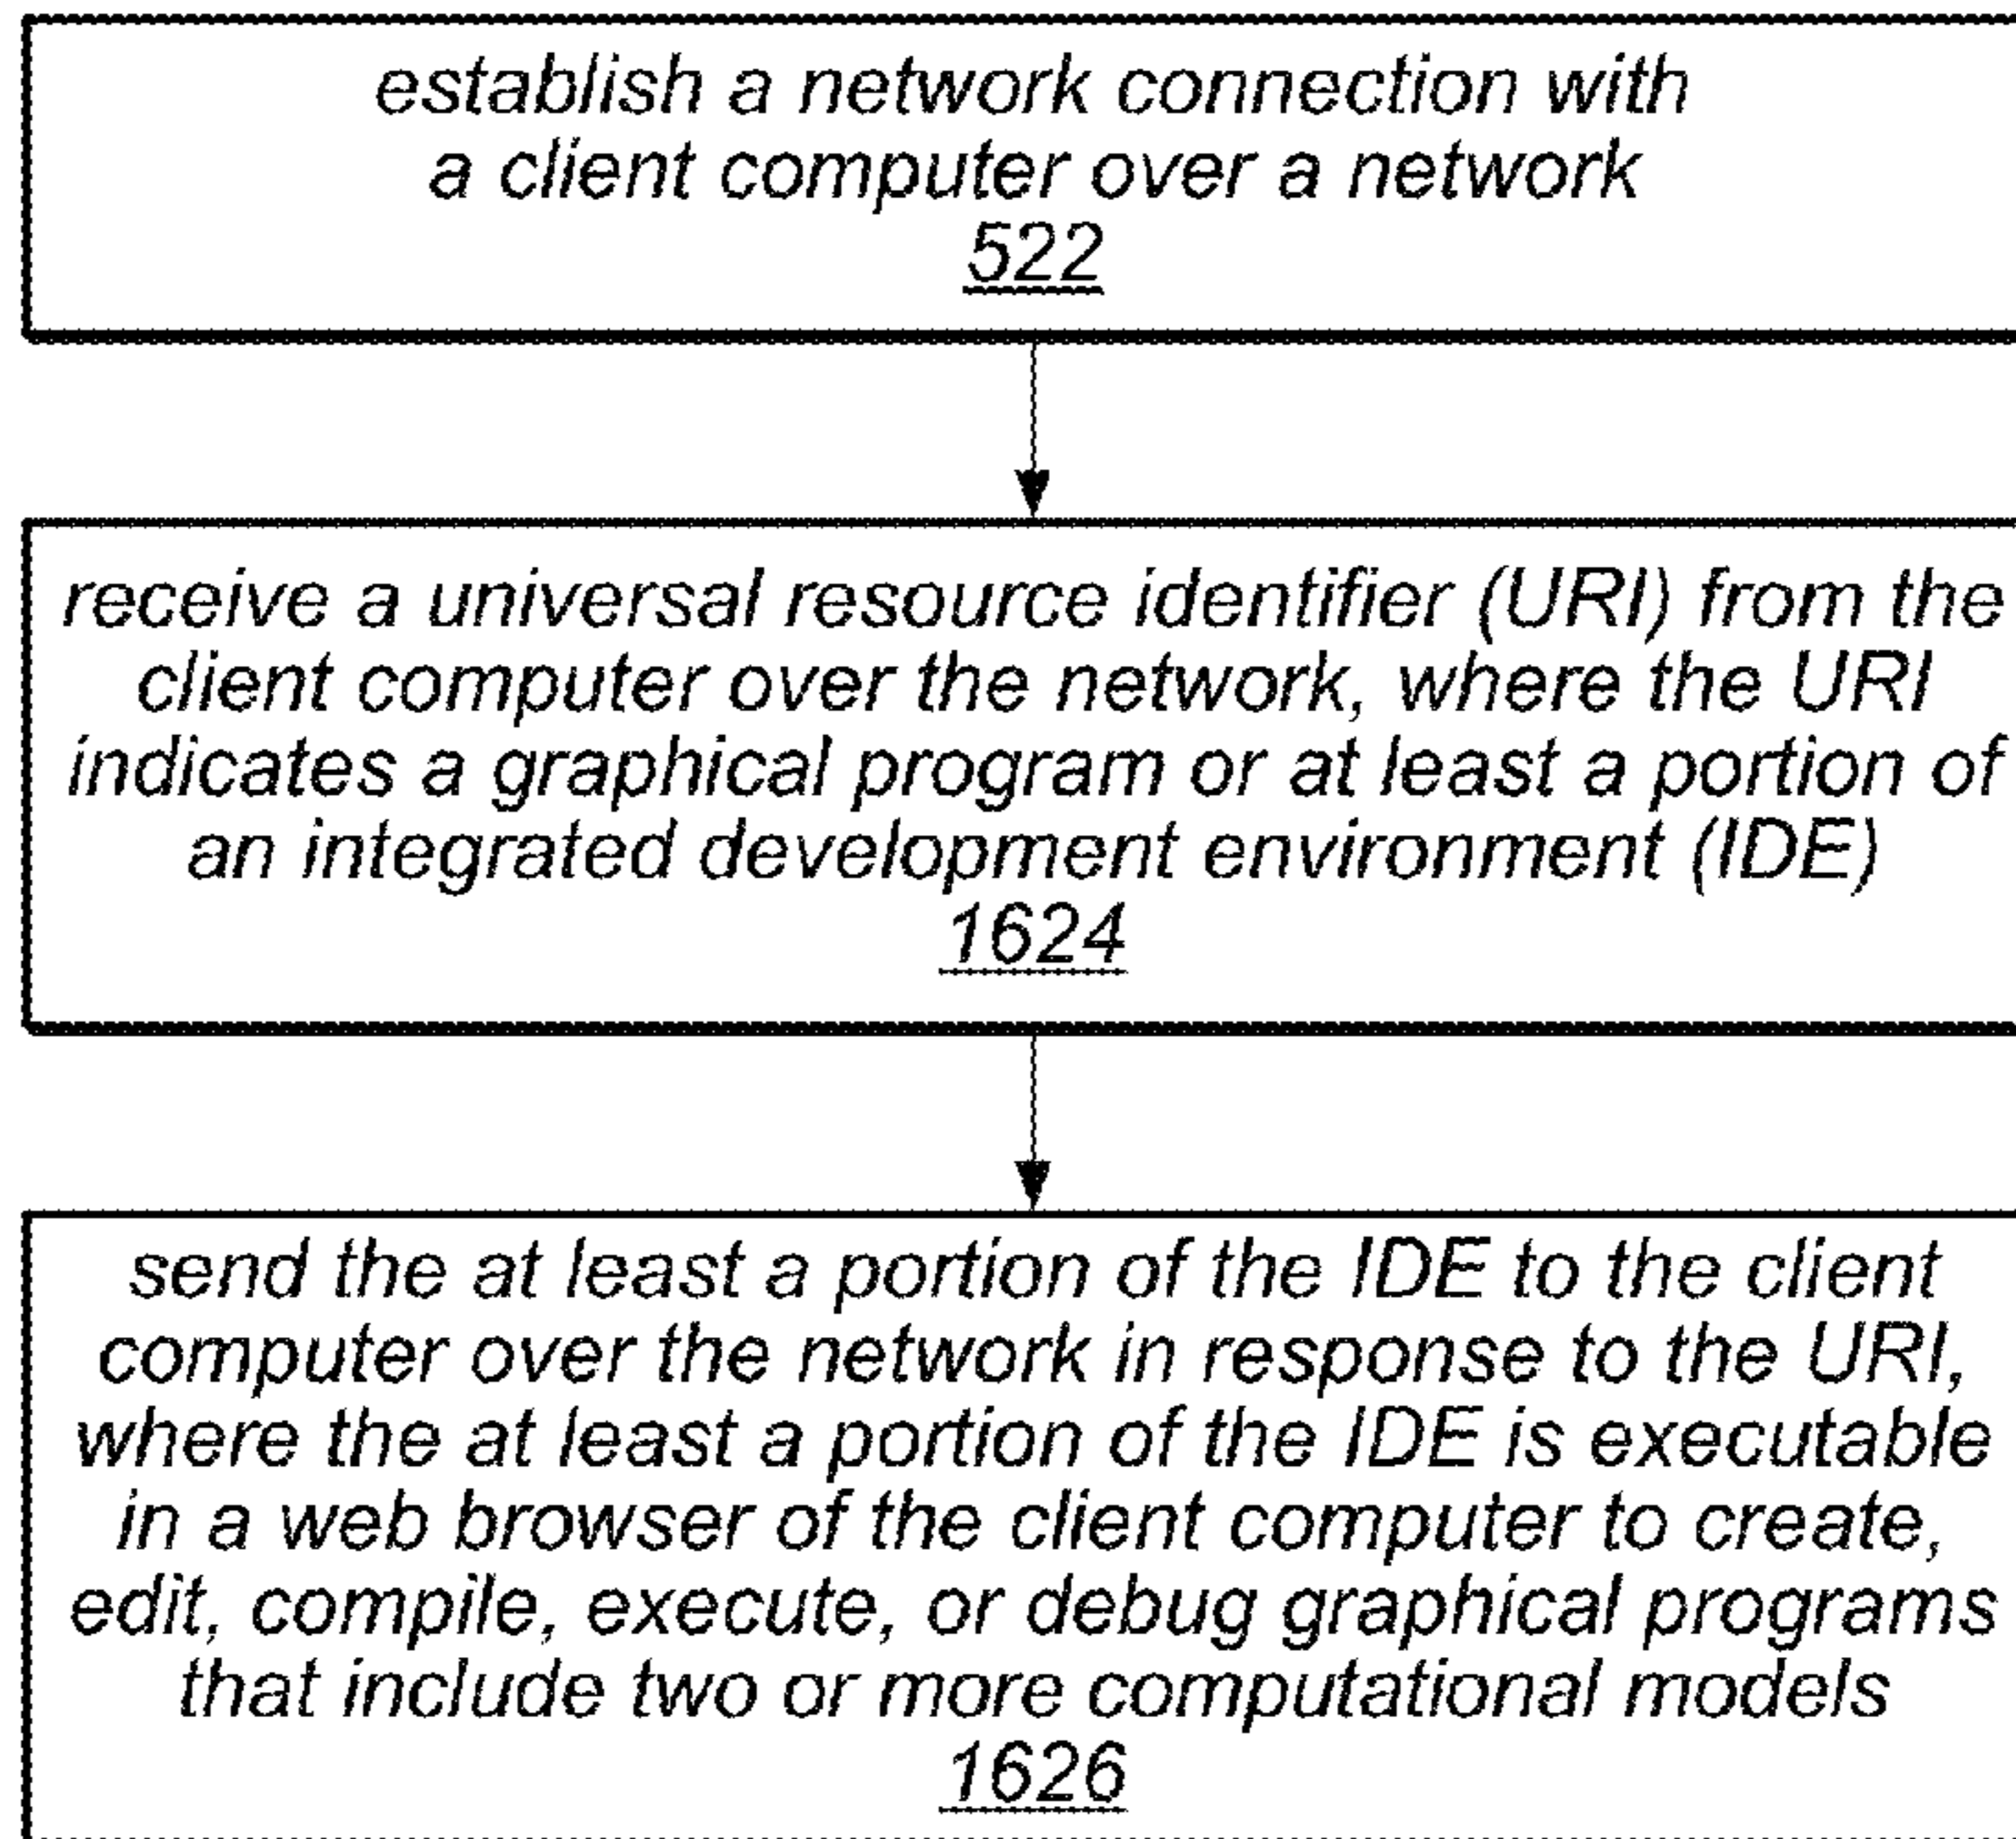 establish a network connection with
a client computer over a network
522
receive a universal resource identifier (URI) from the
client computer over the network, where the URI
indicates a graphical program or at least a portion of
an integrated development environment (IDE)
1624
send the at least a portion of the IDE to the client
computer over the network in response to the URI,
where the at least a portion of the IDE is executable
in a web browser of the client computer to create,
edit, compile, execute, or debug graphical programs
that include two or more computational models
1626